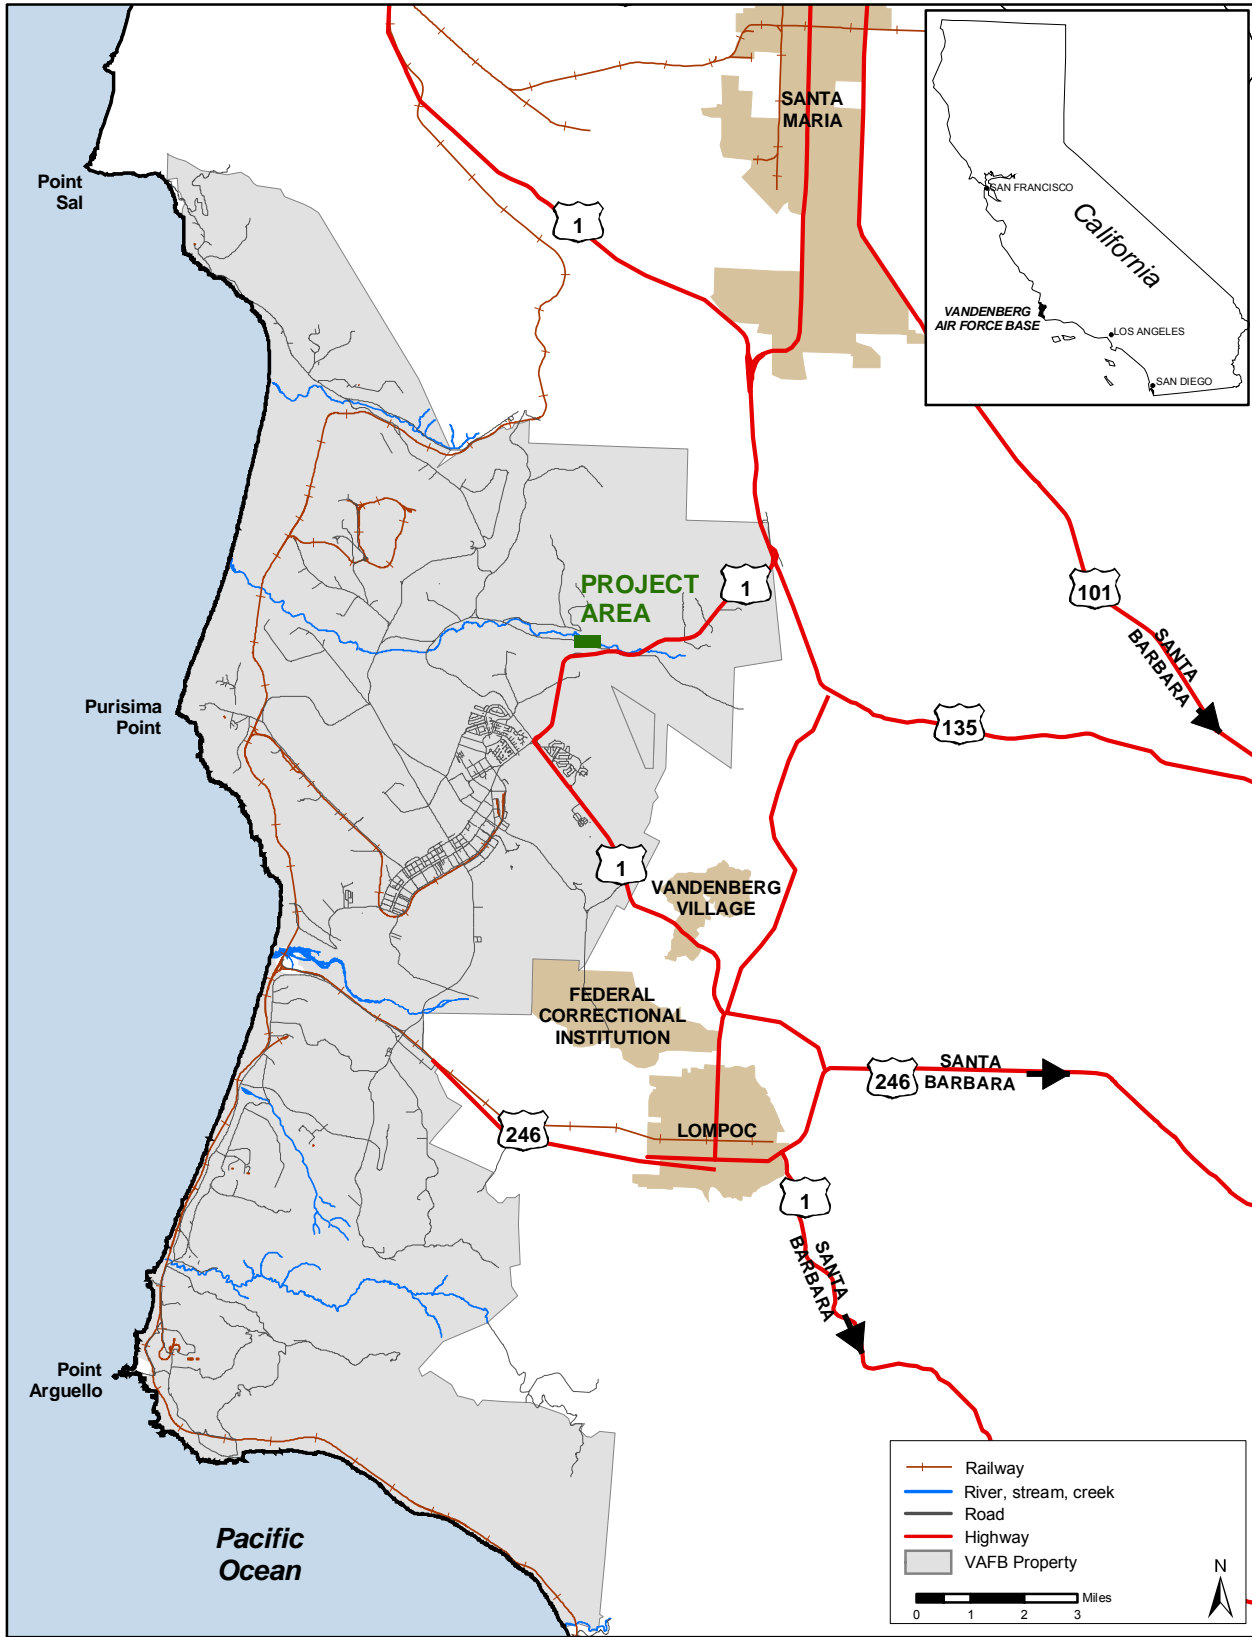 SANTA
MARIA
Point
Sal
1
SAN FRANCISCO
California
VANDENBERG
AIR FORCE BASE
LOS ANGELES
SAN DIEGO
PROJECT
AREA
1
101
SANTA
BARBARA
Purisima
Point
135
1
VANDENBERG
VILLAGE
FEDERAL
CORRECTIONAL
INSTITUTION
246
SANTA
BARBARA
246
LOMPOC
1
SANTA
BARBARA
Point
Arguello
Pacific
Ocean
Railway
River, stream, creek
Road
Highway
VAFB Property
N
Miles
0 1 2 3